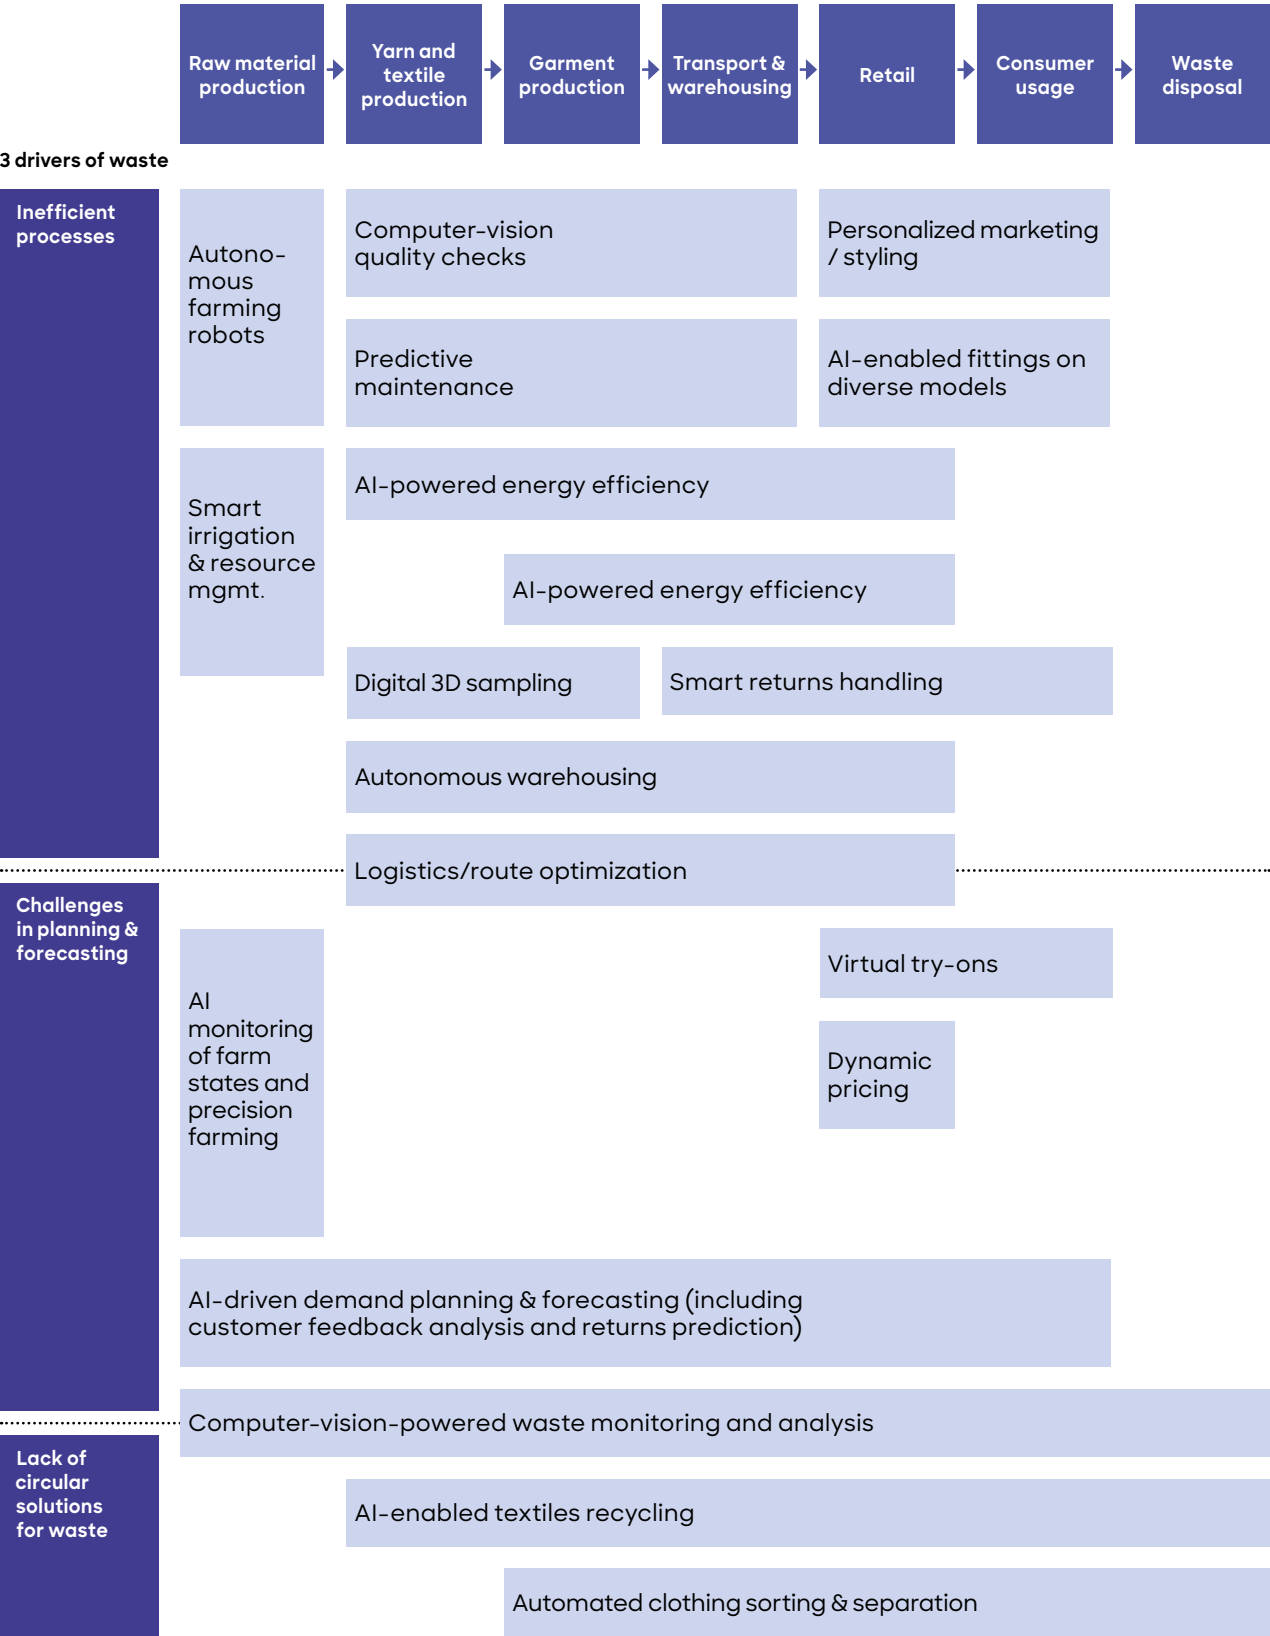 Raw material
production
Yarn and
textile
production
Garment
production
Transport &
warehousing
Retail
Consumer
usage
Waste
disposal
3 drivers of waste
Inefficient
processes
Autono-
mous
farming
robots
Computer-vision
quality checks
Personalized marketing
/ styling
Predictive
maintenance
AI-enabled fittings on
diverse models
Smart
irrigation
& resource
mgmt.
AI-powered energy efficiency
AI-powered energy efficiency
Digital 3D sampling
Smart returns handling
Autonomous warehousing
Logistics/route optimization
Challenges
in planning &
forecasting
AI
monitoring
of farm
states and
precision
farming
Virtual try-ons
Dynamic
pricing
AI-driven demand planning & forecasting (including
customer feedback analysis and returns prediction)
Computer-vision-powered waste monitoring and analysis
Lack of
circular
solutions
for waste
AI-enabled textiles recycling
Automated clothing sorting & separation